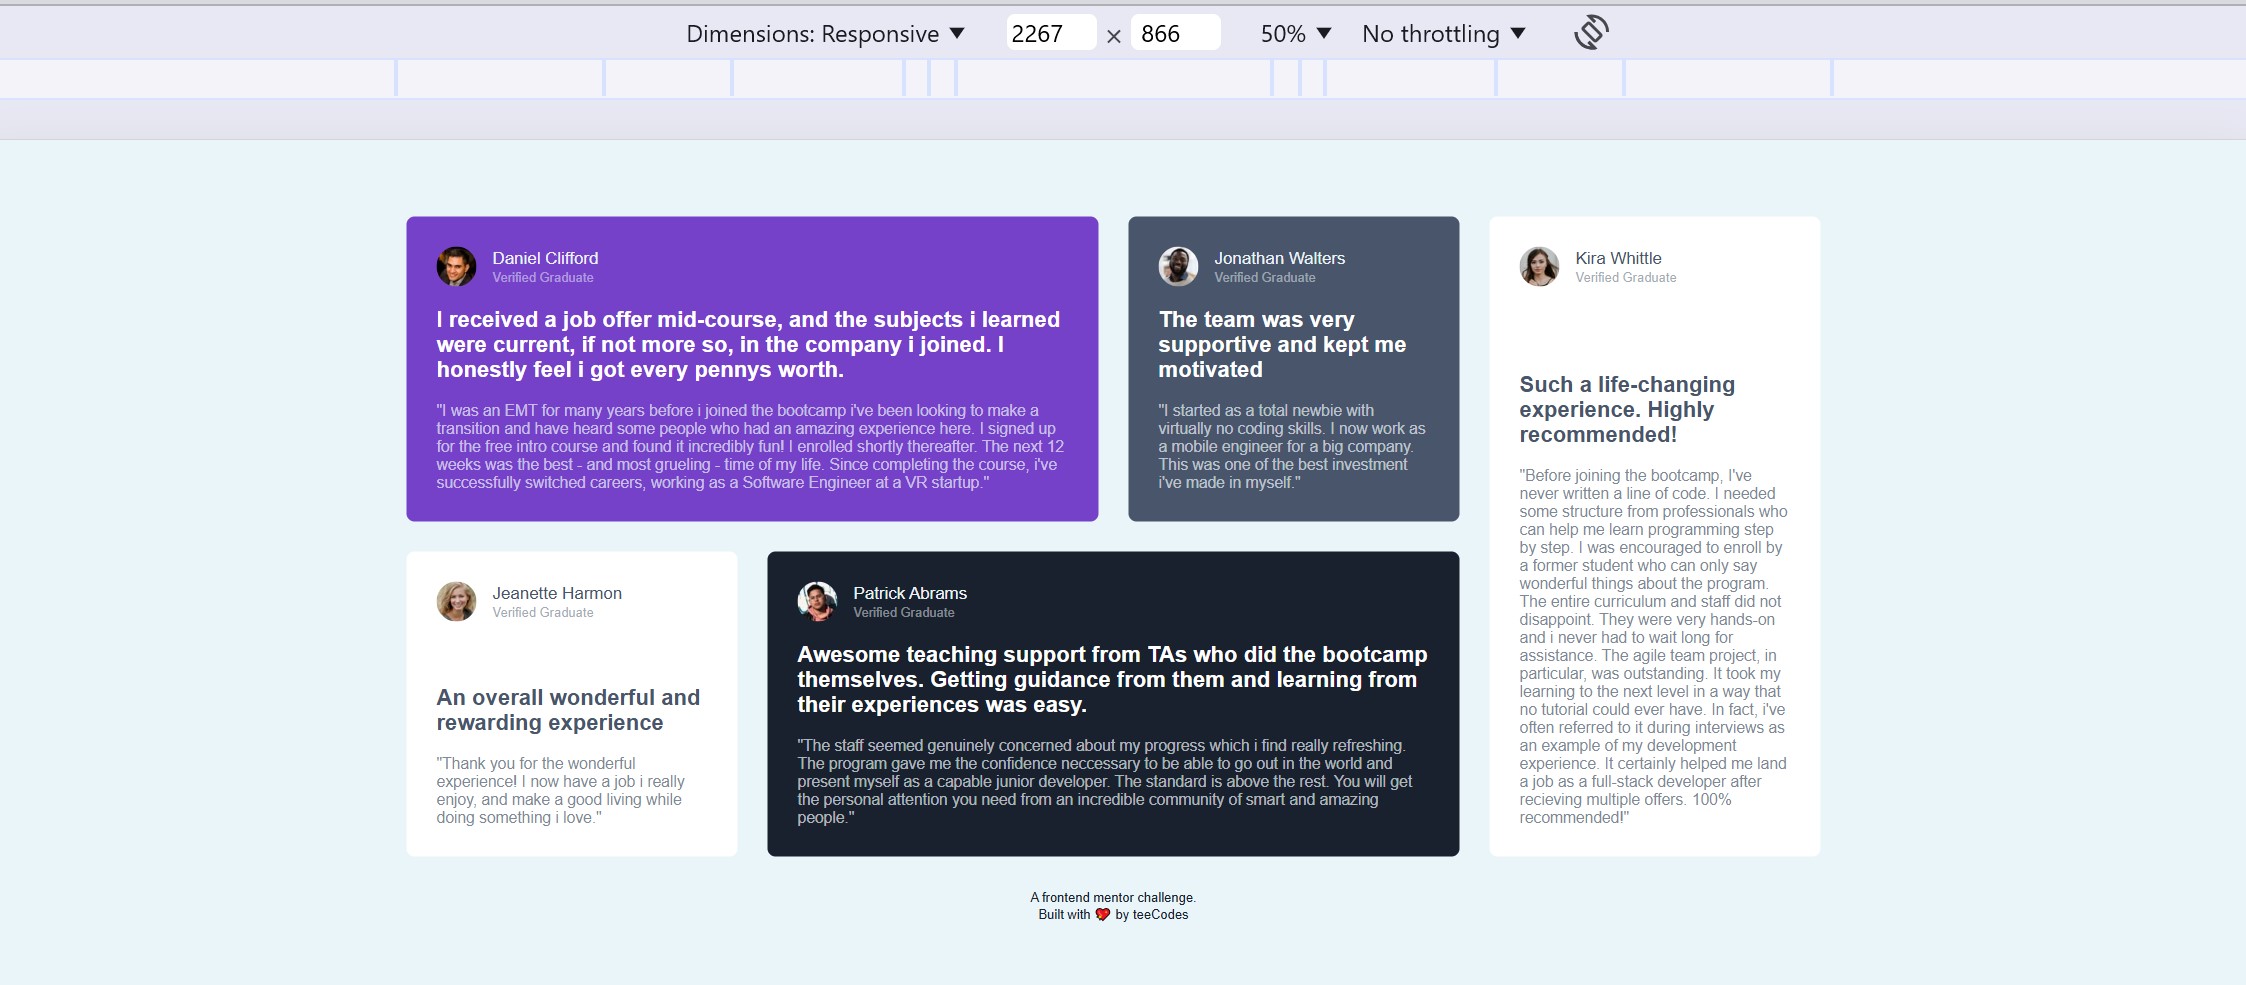 Dimensions: Responsive ▼ 2267 × 866 50% ▼ No throttling ▼
Daniel Clifford
Verified Graduate
I received a job offer mid-course, and the subjects i learned
were current, if not more so, in the company i joined. I
honestly feel i got every pennys worth.
"I was an EMT for many years before i joined the bootcamp i've been looking to make a
transition and have heard some people who had an amazing experience here. I signed up
for the free intro course and found it incredibly fun! I enrolled shortly thereafter. The next 12
weeks was the best - and most grueling - time of my life. Since completing the course, i've
successfully switched careers, working as a Software Engineer at a VR startup."
Jonathan Walters
Verified Graduate
The team was very
supportive and kept me
motivated
"I started as a total newbie with
virtually no coding skills. I now work as
a mobile engineer for a big company.
This was one of the best investment
i've made in myself."
Kira Whittle
Verified Graduate
Such a life-changing
experience. Highly
recommended!
"Before joining the bootcamp, I've
never written a line of code. I needed
some structure from professionals who
can help me learn programming step
by step. I was encouraged to enroll by
a former student who can only say
wonderful things about the program.
The entire curriculum and staff did not
disappoint. They were very hands-on
and i never had to wait long for
assistance. The agile team project, in
particular, was outstanding. It took my
learning to the next level in a way that
no tutorial could ever have. In fact, i've
often referred to it during interviews as
an example of my development
experience. It certainly helped me land
a job as a full-stack developer after
recieving multiple offers. 100%
recommended!"
Jeanette Harmon
Verified Graduate
An overall wonderful and
rewarding experience
"Thank you for the wonderful
experience! I now have a job i really
enjoy, and make a good living while
doing something i love."
Patrick Abrams
Verified Graduate
Awesome teaching support from TAs who did the bootcamp
themselves. Getting guidance from them and learning from
their experiences was easy.
"The staff seemed genuinely concerned about my progress which i find really refreshing.
The program gave me the confidence neccessary to be able to go out in the world and
present myself as a capable junior developer. The standard is above the rest. You will get
the personal attention you need from an incredible community of smart and amazing
people."
A frontend mentor challenge.
Built with 💖 by teeCodes